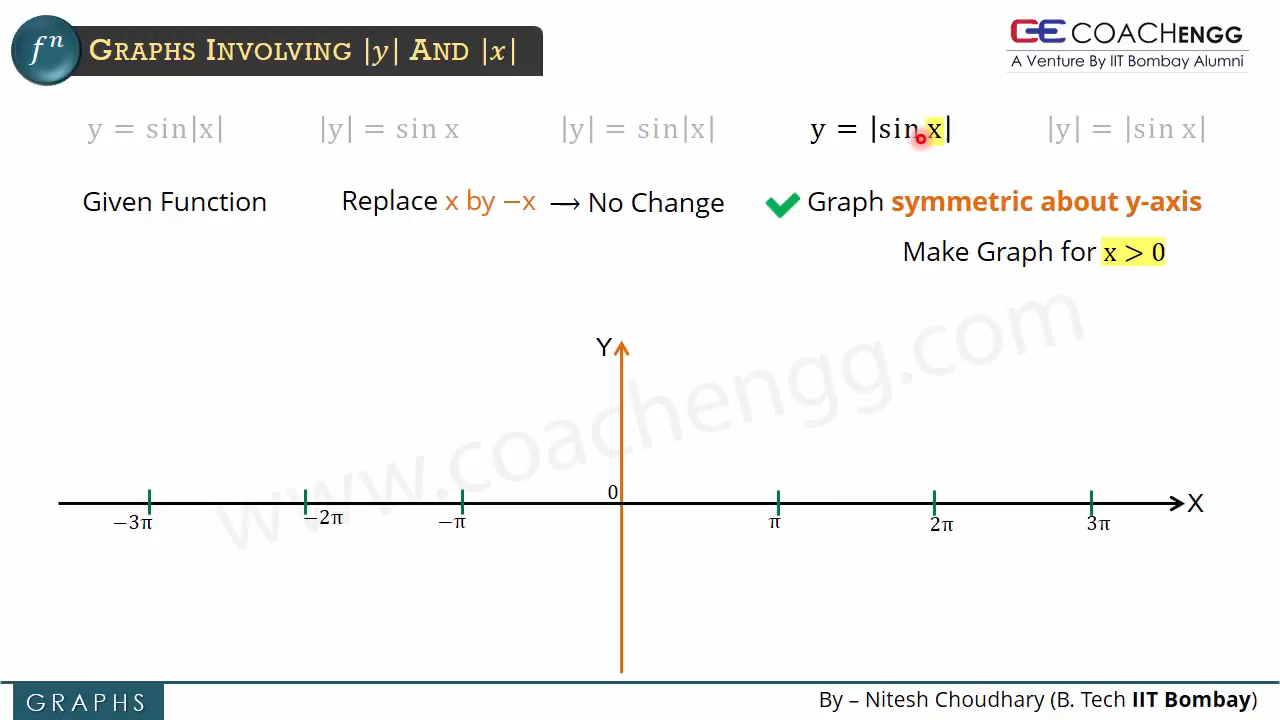 fⁿ GRAPHS INVOLVING |y| AND |x|
CE COACHENGG
A Venture By IIT Bombay Alumni
y = sin|x| |y| = sin x |y| = sin|x| y = |sin x| |y| = |sin x|
Given Function Replace x by −x → No Change ✔ Graph symmetric about y-axis
Make Graph for x > 0
www.coachengg.com
Y
0
X
−3π −2π −π π 2π 3π
GRAPHS
By – Nitesh Choudhary (B. Tech IIT Bombay)